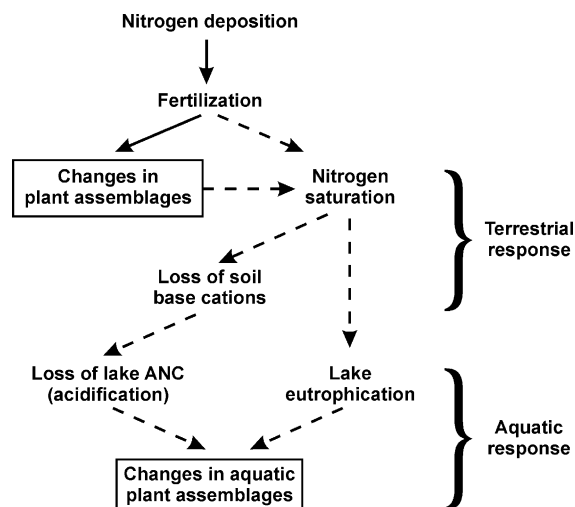 Nitrogen deposition
Fertilization
Changes in
plant assemblages
Nitrogen
saturation
Terrestrial
response
Loss of soil
base cations
Loss of lake ANC
(acidification)
Lake
eutrophication
Aquatic
response
Changes in aquatic
plant assemblages